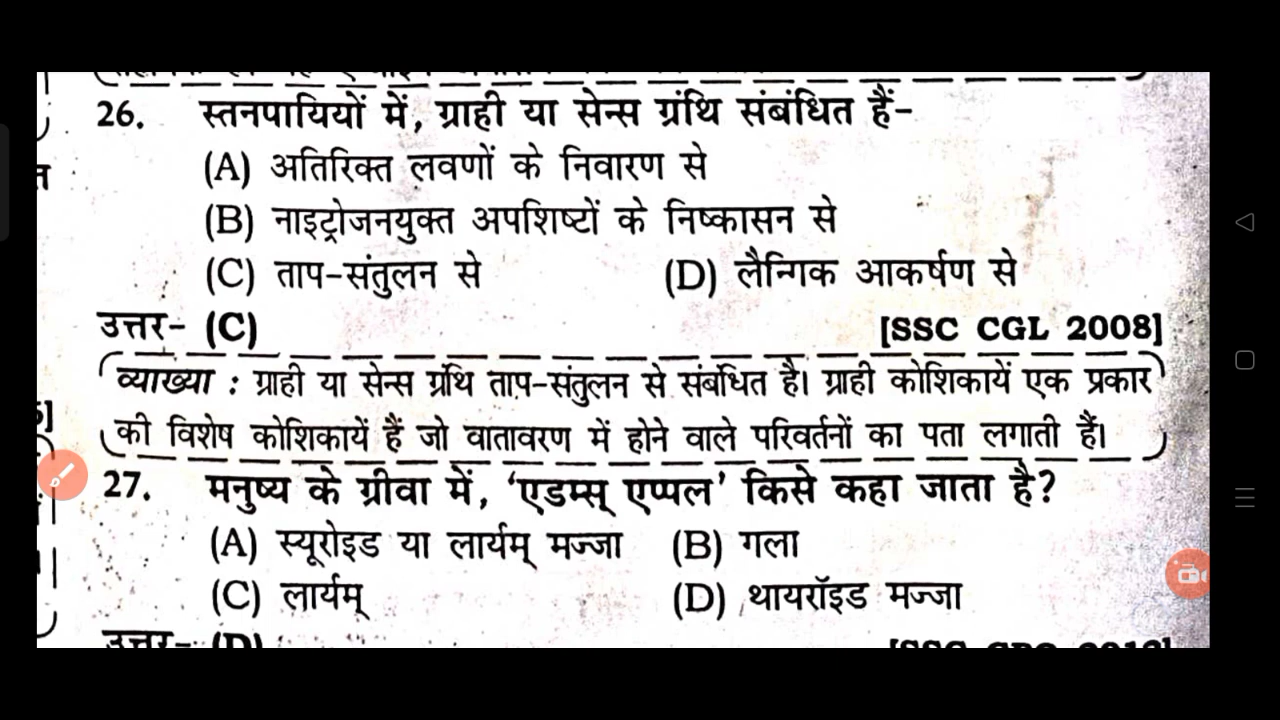 26. स्तनपायियों में, ग्राही या सेन्स ग्रंथि संबंधित हैं-
(A) अतिरिक्त लवणों के निवारण से
(B) नाइट्रोजनयुक्त अपशिष्टों के निष्कासन से
(C) ताप-संतुलन से (D) लैन्गिक आकर्षण से
उत्तर- (C) [SSC CGL 2008]
व्याख्या : ग्राही या सेन्स ग्रंथि ताप-संतुलन से संबंधित है। ग्राही कोशिकायें एक प्रकार
की विशेष कोशिकायें हैं जो वातावरण में होने वाले परिवर्तनों का पता लगाती हैं।
27. मनुष्य के ग्रीवा में, ‘एडम्स् एप्पल’ किसे कहा जाता है?
(A) स्यूरोइड या लार्यम् मज्जा (B) गला
(C) लार्यम् (D) थायरॉइड मज्जा
उत्तर- (D)